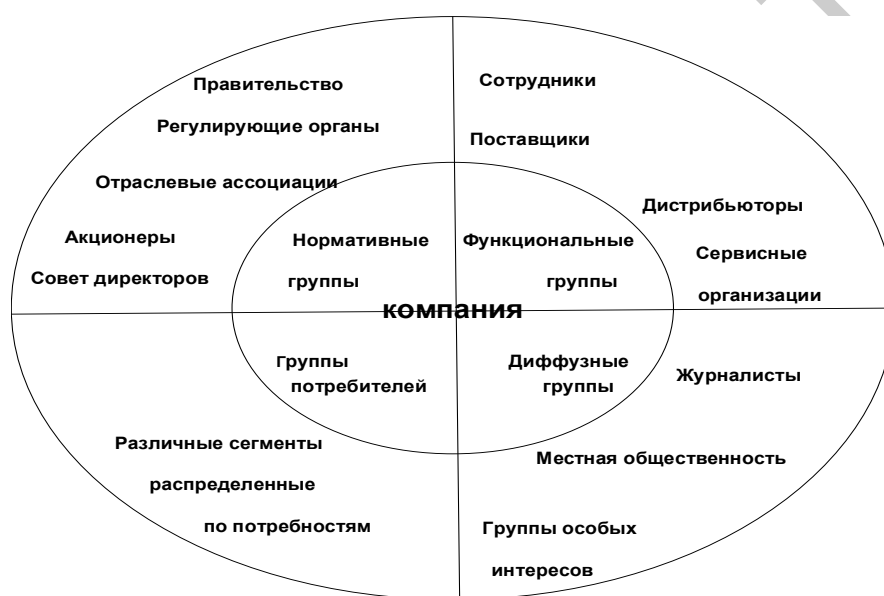 Правительство
Регулирующие органы
Отраслевые ассоциации
Акционеры
Совет директоров
Нормативные
группы
Сотрудники
Поставщики
Дистрибьюторы
Сервисные
организации
Функциональные
группы
компания
Группы
потребителей
Различные сегменты
распределенные
по потребностям
Диффузные
группы
Журналисты
Местная общественность
Группы особых
интересов